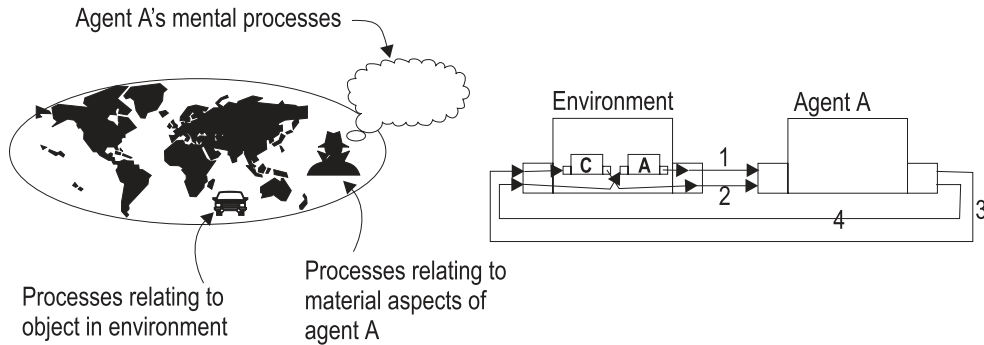 Agent A's mental processes
Processes relating to
object in environment
Processes relating to
material aspects of
agent A
Environment
Agent A
C
A
1
2
3
4